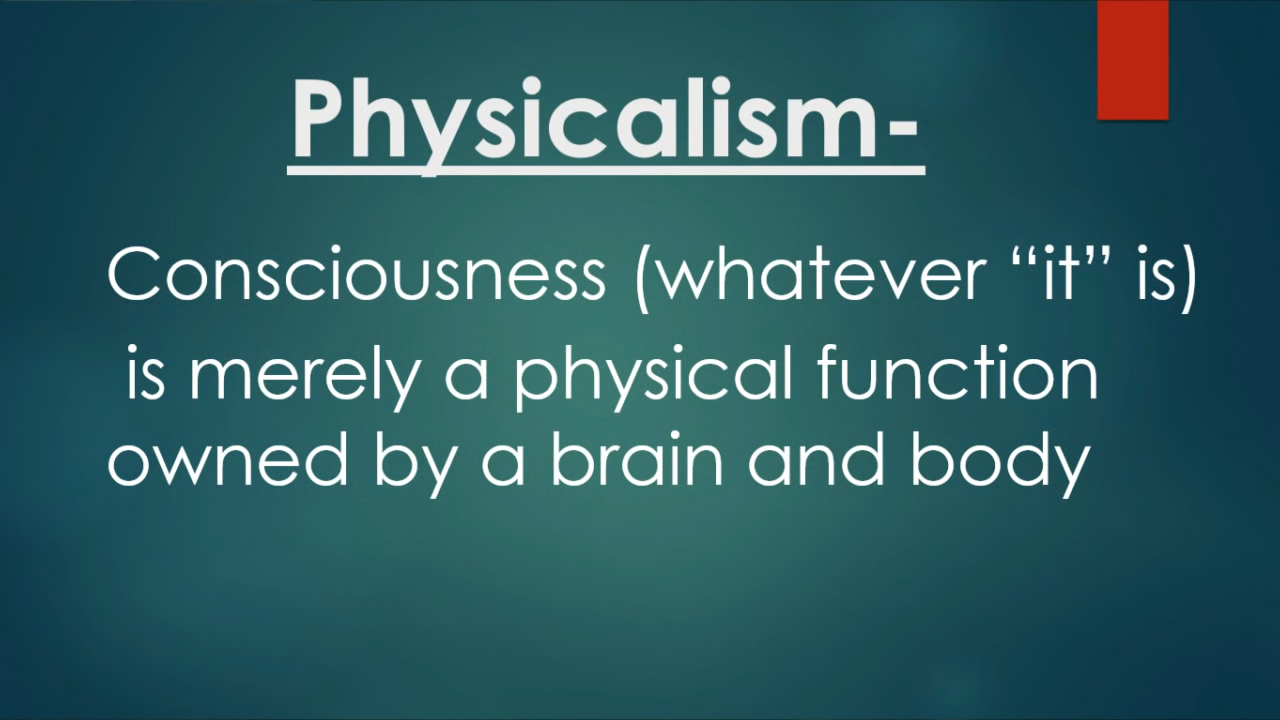 Physicalism-
Consciousness (whatever “it” is)
is merely a physical function
owned by a brain and body